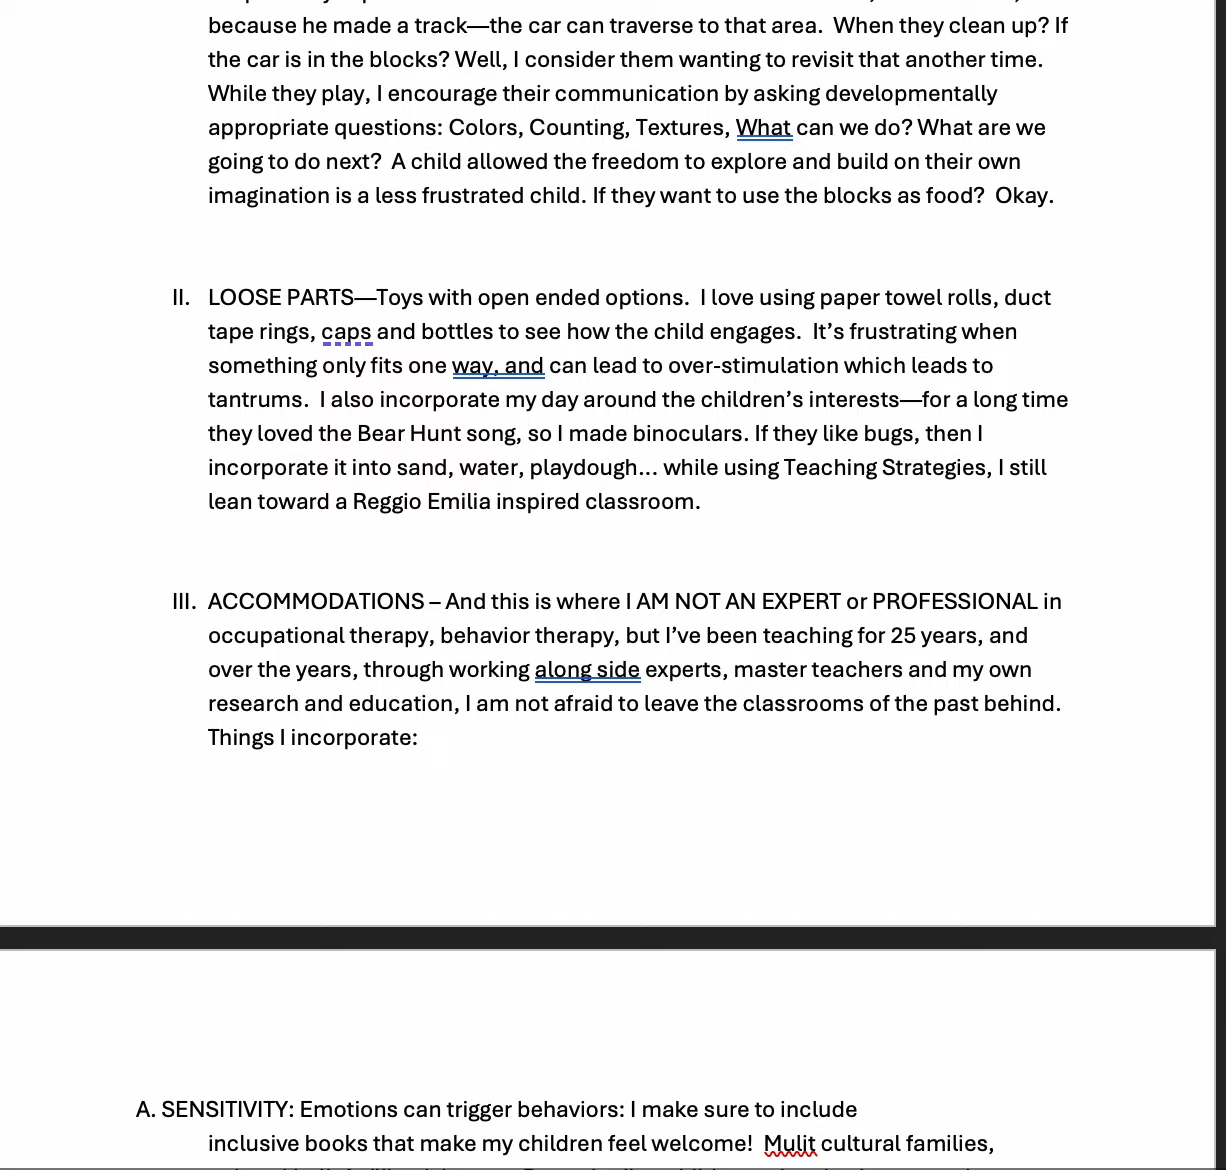 because he made a track—the car can traverse to that area.  When they clean up? If
the car is in the blocks? Well, I consider them wanting to revisit that another time.
While they play, I encourage their communication by asking developmentally
appropriate questions: Colors, Counting, Textures, What can we do? What are we
going to do next?  A child allowed the freedom to explore and build on their own
imagination is a less frustrated child. If they want to use the blocks as food?  Okay.
II. LOOSE PARTS—Toys with open ended options.  I love using paper towel rolls, duct
tape rings, caps and bottles to see how the child engages.  It’s frustrating when
something only fits one way, and can lead to over-stimulation which leads to
tantrums.  I also incorporate my day around the children’s interests—for a long time
they loved the Bear Hunt song, so I made binoculars. If they like bugs, then I
incorporate it into sand, water, playdough... while using Teaching Strategies, I still
lean toward a Reggio Emilia inspired classroom.
III. ACCOMMODATIONS – And this is where I AM NOT AN EXPERT or PROFESSIONAL in
occupational therapy, behavior therapy, but I’ve been teaching for 25 years, and
over the years, through working along side experts, master teachers and my own
research and education, I am not afraid to leave the classrooms of the past behind.
Things I incorporate:
A. SENSITIVITY: Emotions can trigger behaviors: I make sure to include
inclusive books that make my children feel welcome!  Mulit cultural families,